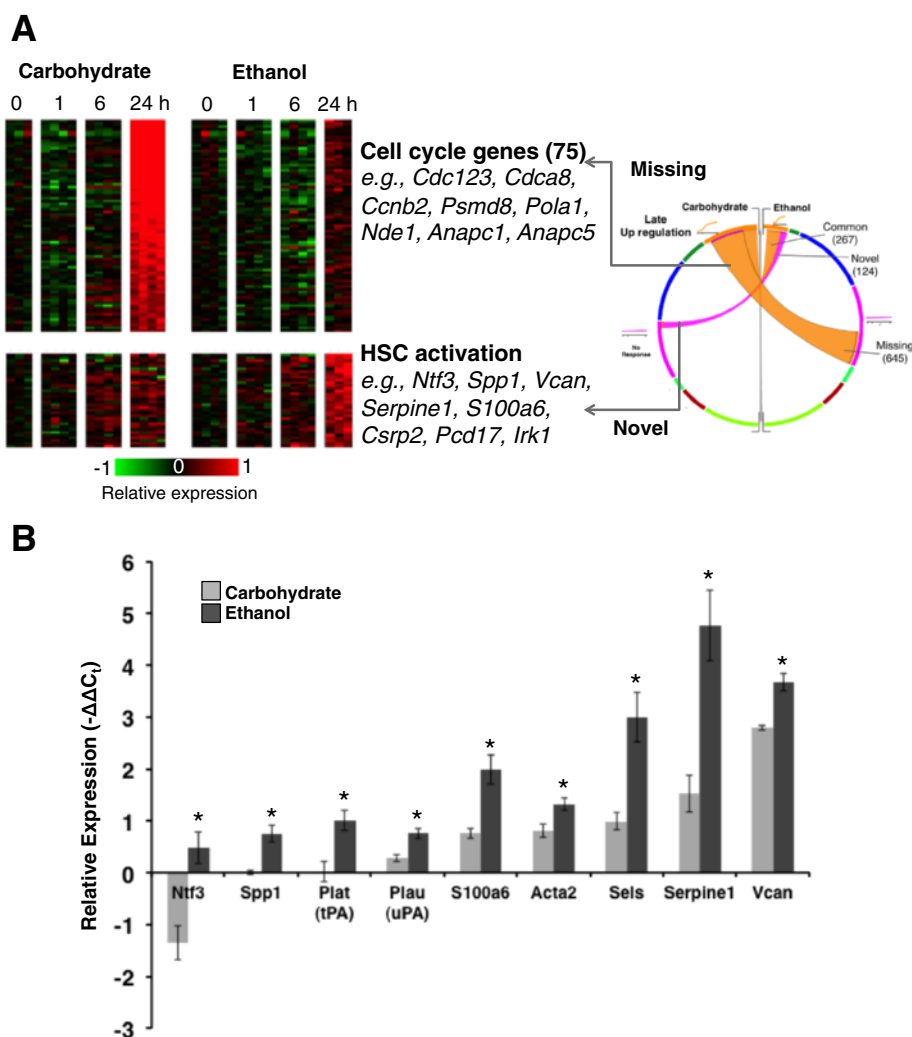 A
Carbohydrate
Ethanol
0 1 6 24 h
0 1 6 24 h
Cell cycle genes (75)
e.g., Cdc123, Cdca8,
Ccnb2, Psmd8, Pola1,
Nde1, Anapc1, Anapc5
HSC activation
e.g., Ntf3, Spp1, Vcan,
Serpine1, S100a6,
Csrp2, Pcd17, Irk1
-1 0 1
Relative expression
Missing
Novel
Carbohydrate
Ethanol
Late
Up regulation
Common
(267)
Novel
(124)
Missing
(645)
No
Response
B
Carbohydrate
Ethanol
Relative Expression (-ΔΔCt)
6
5
4
3
2
1
0
-1
-2
-3
* * * * * * * * *
Ntf3 Spp1 Plat Plau S100a6 Acta2 Sels Serpine1 Vcan
(tPA) (uPA)